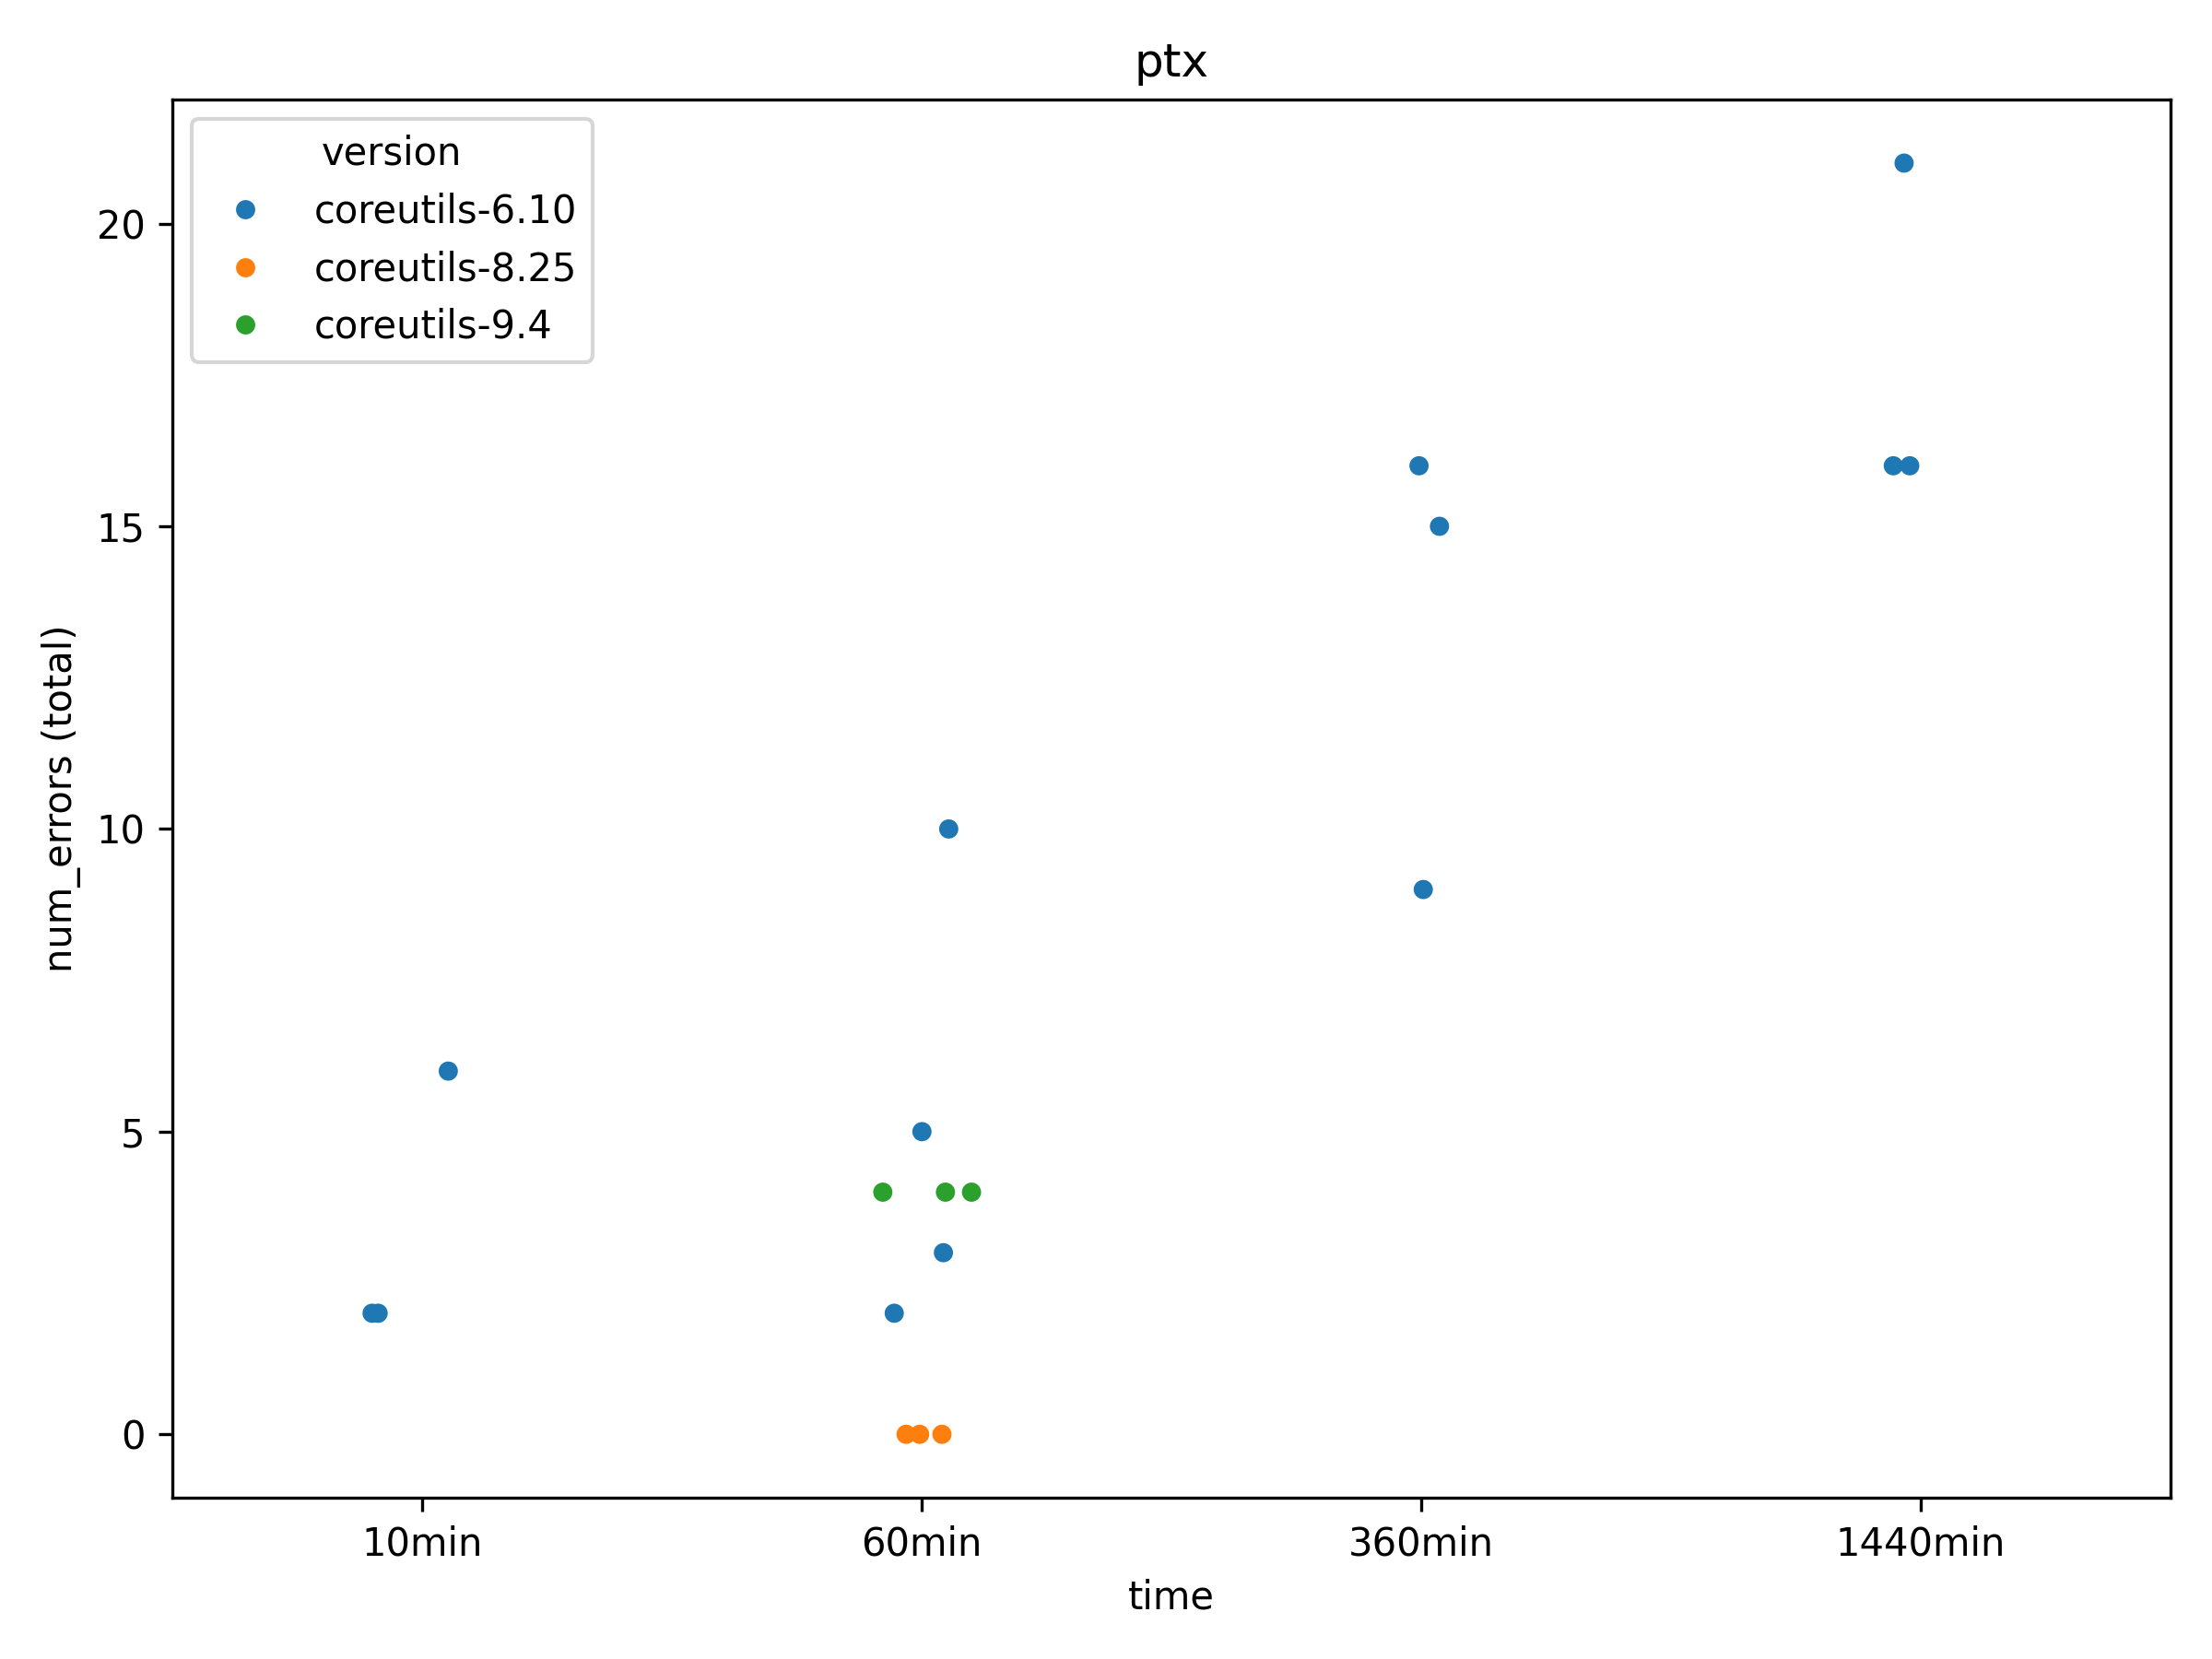 ptx
version
coreutils-6.10
coreutils-8.25
coreutils-9.4
20
15
10
5
0
num_errors (total)
10min
60min
360min
1440min
time